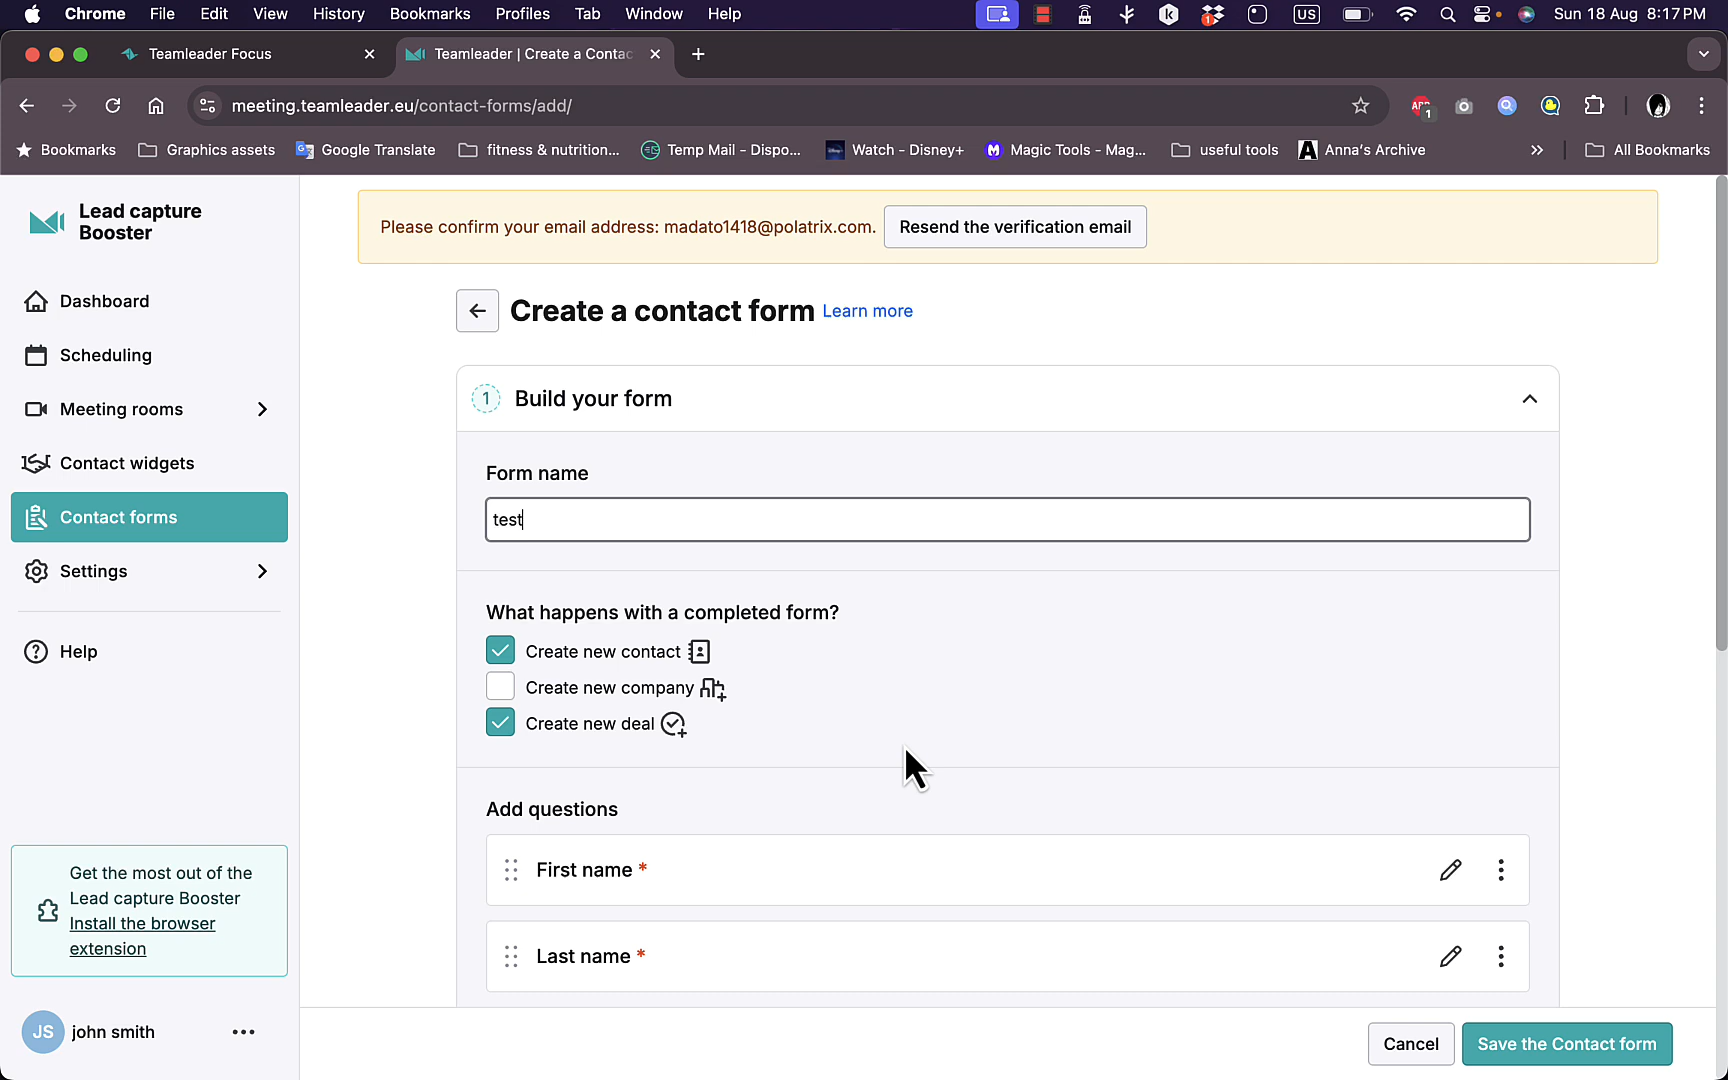 Chrome File Edit View History Bookmarks Profiles Tab Window Help
US
Sun 18 Aug 8:17 PM
Teamleader Focus
Teamleader | Create a Contac
meeting.teamleader.eu/contact-forms/add/
ABP 1
Bookmarks
Graphics assets
Google Translate
fitness & nutrition...
Temp Mail - Dispo...
Watch - Disney+
Magic Tools - Mag...
useful tools
Anna's Archive
All Bookmarks
Lead capture
Booster
Dashboard
Scheduling
Meeting rooms
Contact widgets
Contact forms
Settings
Help
Get the most out of the
Lead capture Booster
Install the browser
extension
JS john smith
Please confirm your email address: madato1418@polatrix.com.
Resend the verification email
Create a contact form Learn more
1 Build your form
Form name
test
What happens with a completed form?
Create new contact
Create new company
Create new deal
Add questions
First name *
Last name *
Cancel
Save the Contact form